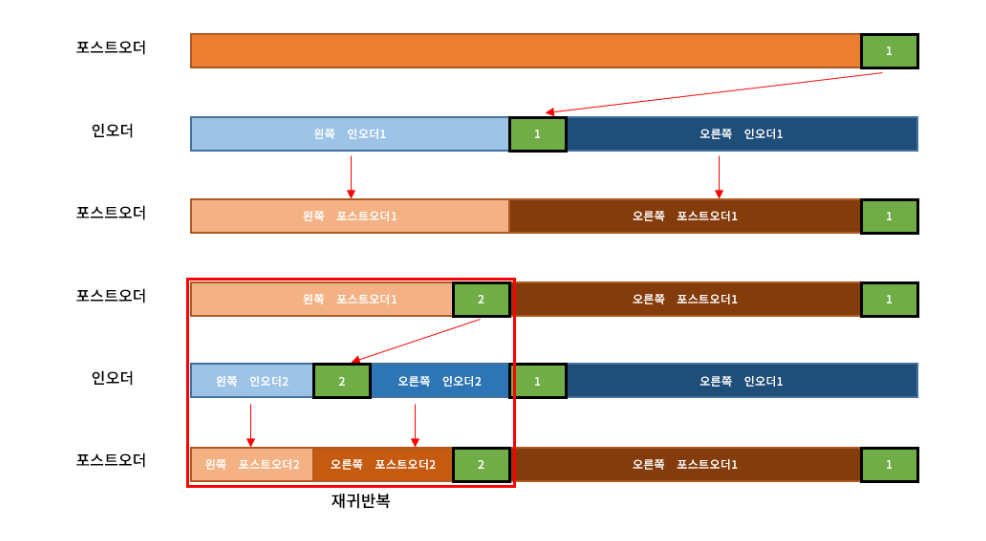 포스트오더 1
인오더 왼쪽 인오더1 1 오른쪽 인오더1
포스트오더 왼쪽 포스트오더1 오른쪽 포스트오더1 1
포스트오더 왼쪽 포스트오더1 2 오른쪽 포스트오더1 1
인오더 왼쪽 인오더2 2 오른쪽 인오더2 1 오른쪽 인오더1
포스트오더 왼쪽 포스트오더2 오른쪽 포스트오더2 2 오른쪽 포스트오더1 1
재귀반복